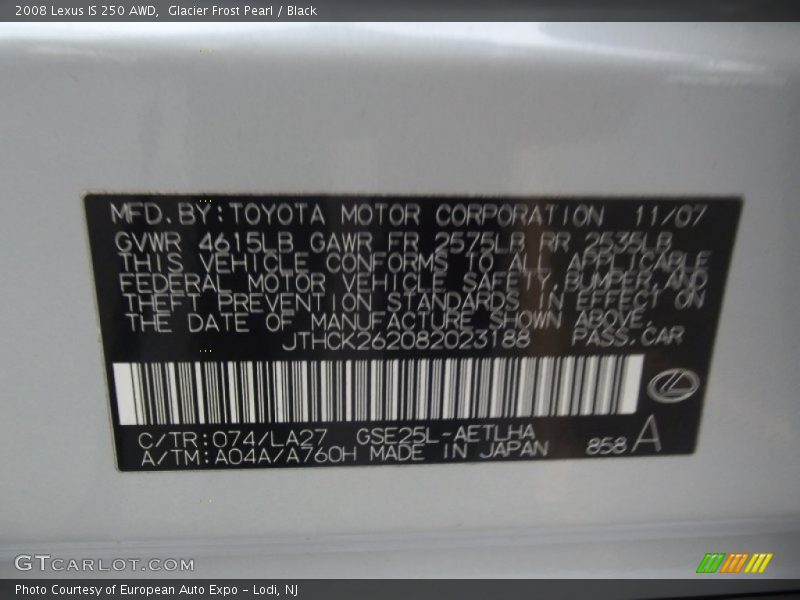 2008 Lexus IS 250 AWD,  Glacier Frost Pearl / Black
MFD. BY: TOYOTA MOTOR CORPORATION 11/07
GVWR 4615LB GAWR FR 2575LB RR 2535LB
THIS VEHICLE CONFORMS TO ALL APPLICABLE
FEDERAL MOTOR VEHICLE SAFETY, BUMPER, AND
THEFT PREVENTION STANDARDS IN EFFECT ON
THE DATE OF MANUFACTURE SHOWN ABOVE.
JTHCK262082023188 PASS. CAR
C/TR: 074/LA27 GSE25L-AETLHA
A/TM: A04A/A760H MADE IN JAPAN 858 A
GTCARLOT.COM
Photo Courtesy of European Auto Expo - Lodi, NJ